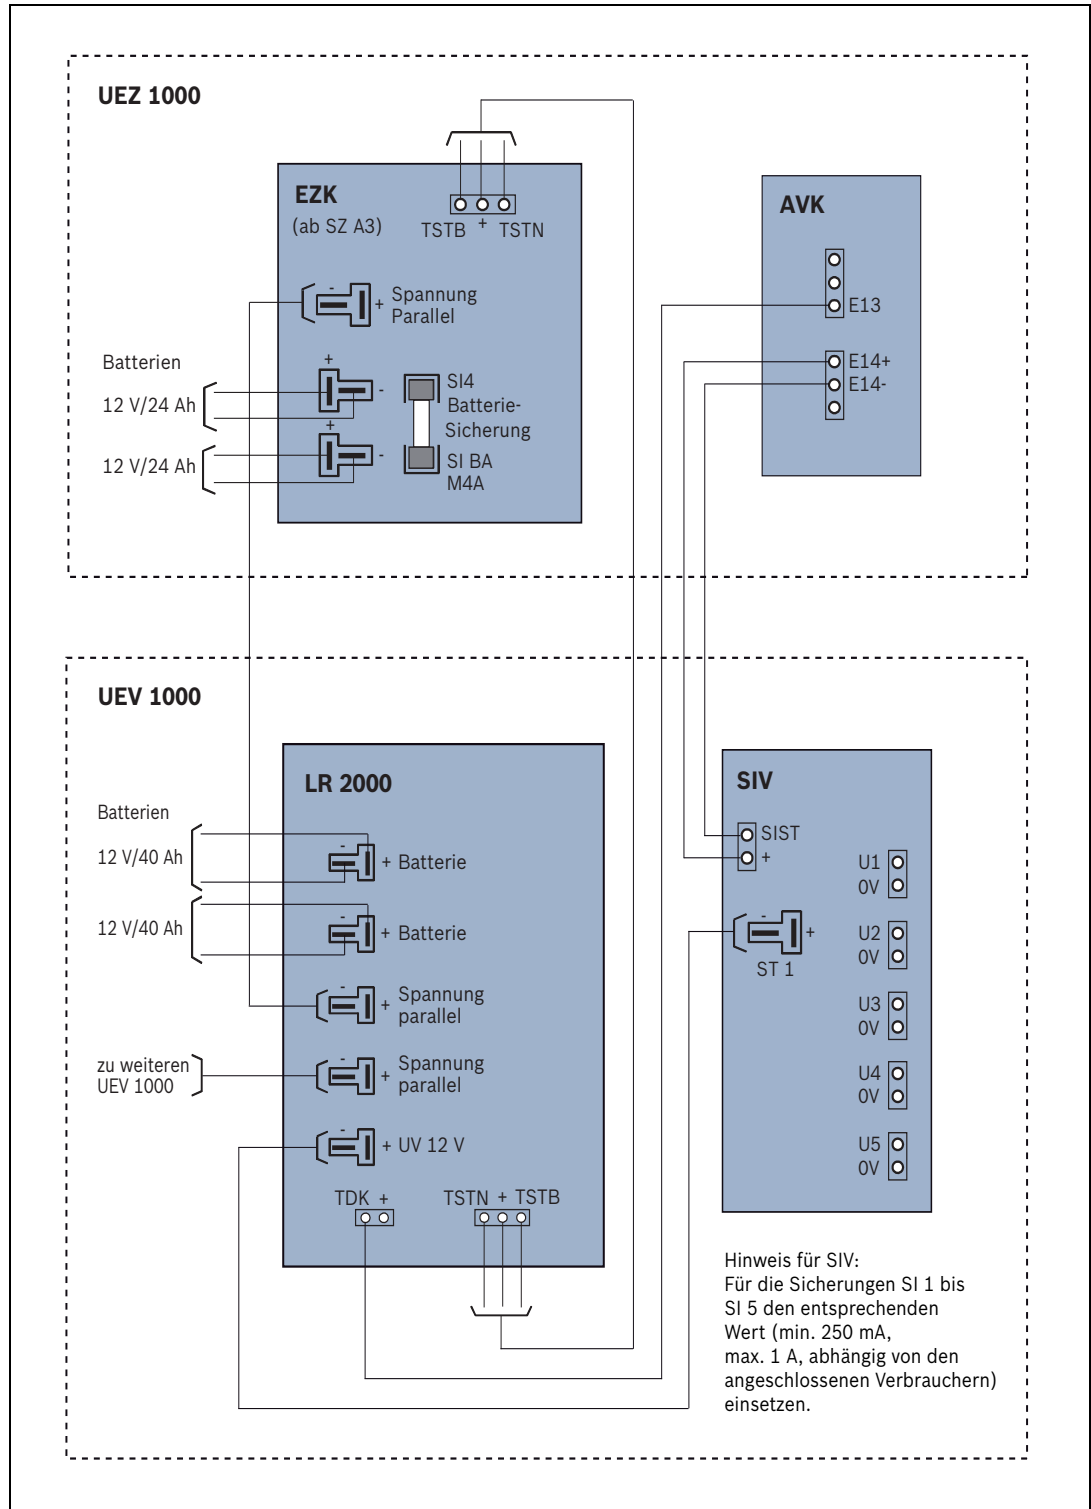 UEZ 1000
EZK
(ab SZ A3)
TSTB + TSTN
- + Spannung
Parallel
Batterien
12 V/24 Ah
+ -
SI4
Batterie-
Sicherung
12 V/24 Ah
+ -
SI BA
M4A
AVK
E13
E14+
E14-
UEV 1000
LR 2000
Batterien
12 V/40 Ah
- + Batterie
12 V/40 Ah
- + Batterie
- + Spannung
parallel
zu weiteren
UEV 1000
- + Spannung
parallel
- + UV 12 V
TDK +
TSTN + TSTB
SIV
SIST
+
- +
ST 1
U1
0V
U2
0V
U3
0V
U4
0V
U5
0V
Hinweis für SIV:
Für die Sicherungen SI 1 bis
SI 5 den entsprechenden
Wert (min. 250 mA,
max. 1 A, abhängig von den
angeschlossenen Verbrauchern)
einsetzen.